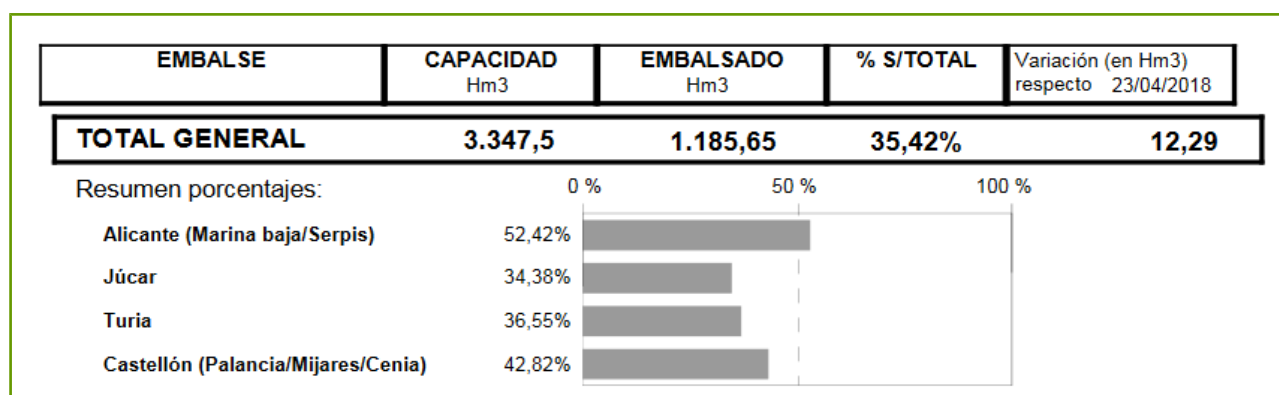 EMBALSE CAPACIDAD EMBALSADO % S/TOTAL Variación (en Hm3)
Hm3 Hm3 respecto 23/04/2018
TOTAL GENERAL 3.347,5 1.185,65 35,42% 12,29
Resumen porcentajes: 0 % 50 % 100 %
Alicante (Marina baja/Serpis) 52,42%
Júcar 34,38%
Turia 36,55%
Castellón (Palancia/Mijares/Cenia) 42,82%